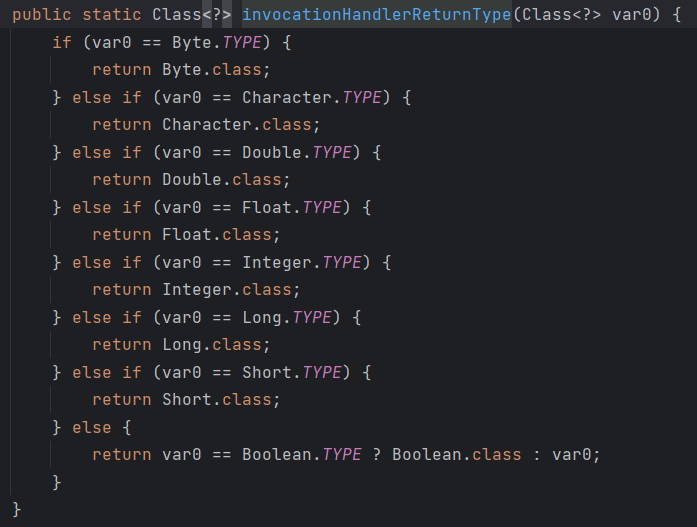 public static Class<?> invocationHandlerReturnType(Class<?> var0) {
    if (var0 == Byte.TYPE) {
        return Byte.class;
    } else if (var0 == Character.TYPE) {
        return Character.class;
    } else if (var0 == Double.TYPE) {
        return Double.class;
    } else if (var0 == Float.TYPE) {
        return Float.class;
    } else if (var0 == Integer.TYPE) {
        return Integer.class;
    } else if (var0 == Long.TYPE) {
        return Long.class;
    } else if (var0 == Short.TYPE) {
        return Short.class;
    } else {
        return var0 == Boolean.TYPE ? Boolean.class : var0;
    }
}